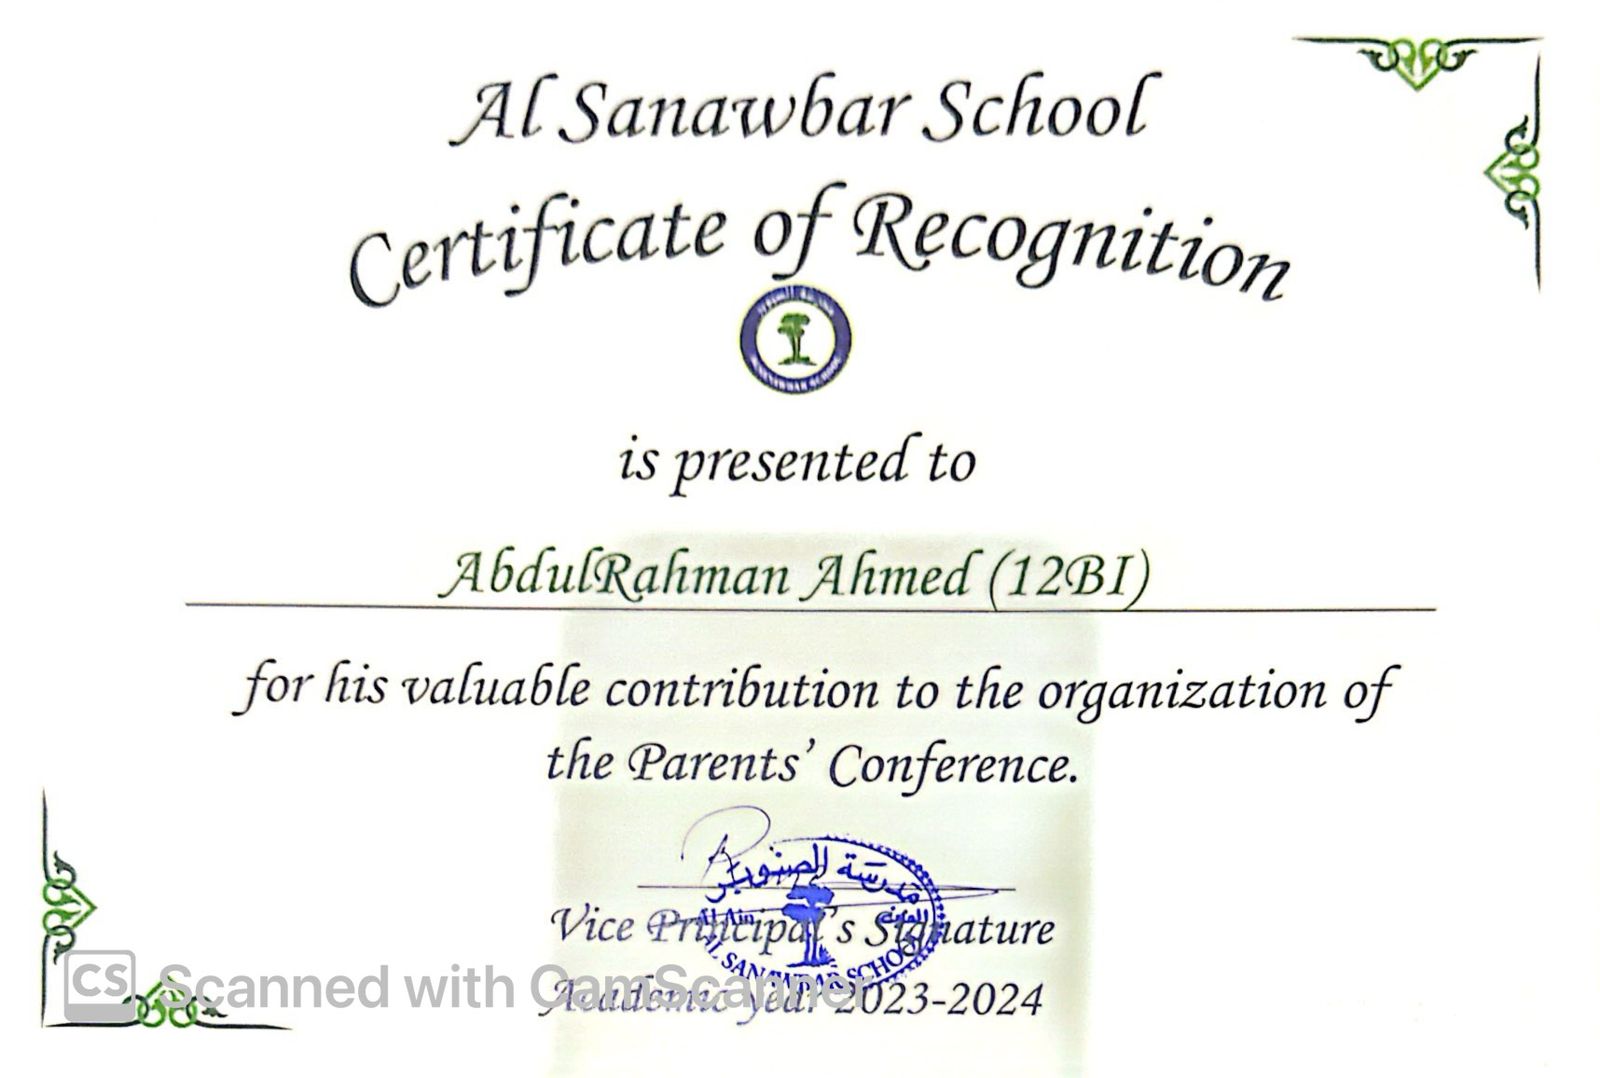 Al Sanawbar School
Certificate of Recognition
is presented to
AbdulRahman Ahmed (12BI)
for his valuable contribution to the organization of
the Parents' Conference.
مدرسة الصنوبر
Al Ain العين
AL SANAWBAR SCHOOL
Vice Principal's Signature
Academic Year 2023-2024
CS Scanned with CamScanner